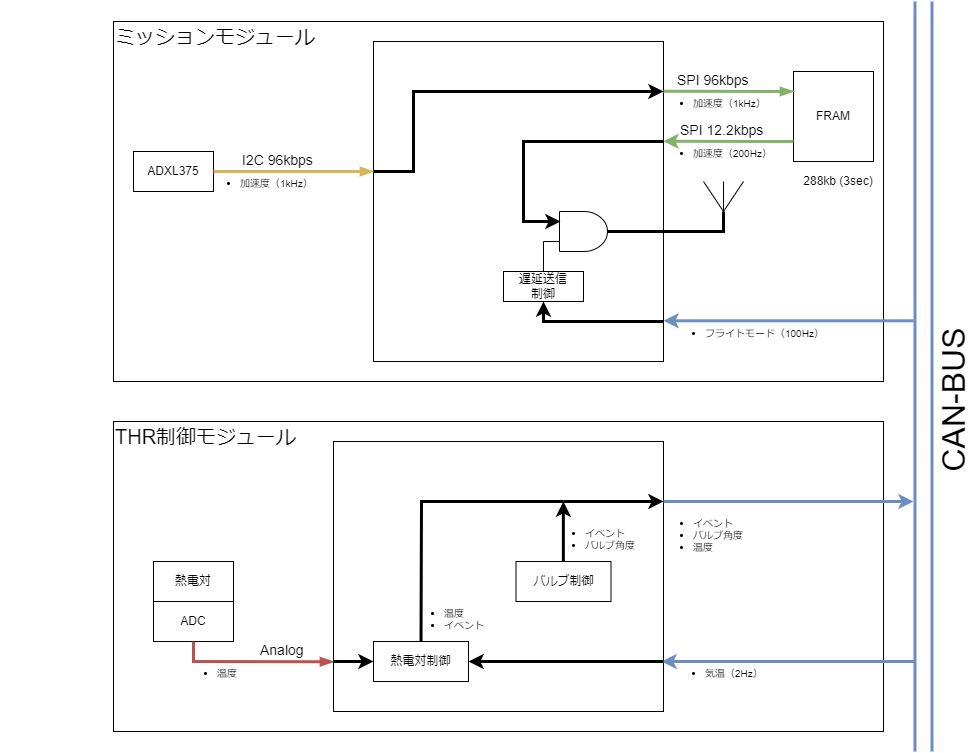 ミッションモジュール
SPI 96kbps
加速度（1kHz）
FRAM
SPI 12.2kbps
加速度（200Hz）
288kb (3sec)
ADXL375
I2C 96kbps
加速度（1kHz）
遅延送信
制御
フライトモード（100Hz）
CAN-BUS
THR制御モジュール
イベント
バルブ角度
イベント
バルブ角度
温度
バルブ制御
熱電対
ADC
温度
イベント
Analog
温度
熱電対制御
気温（2Hz）